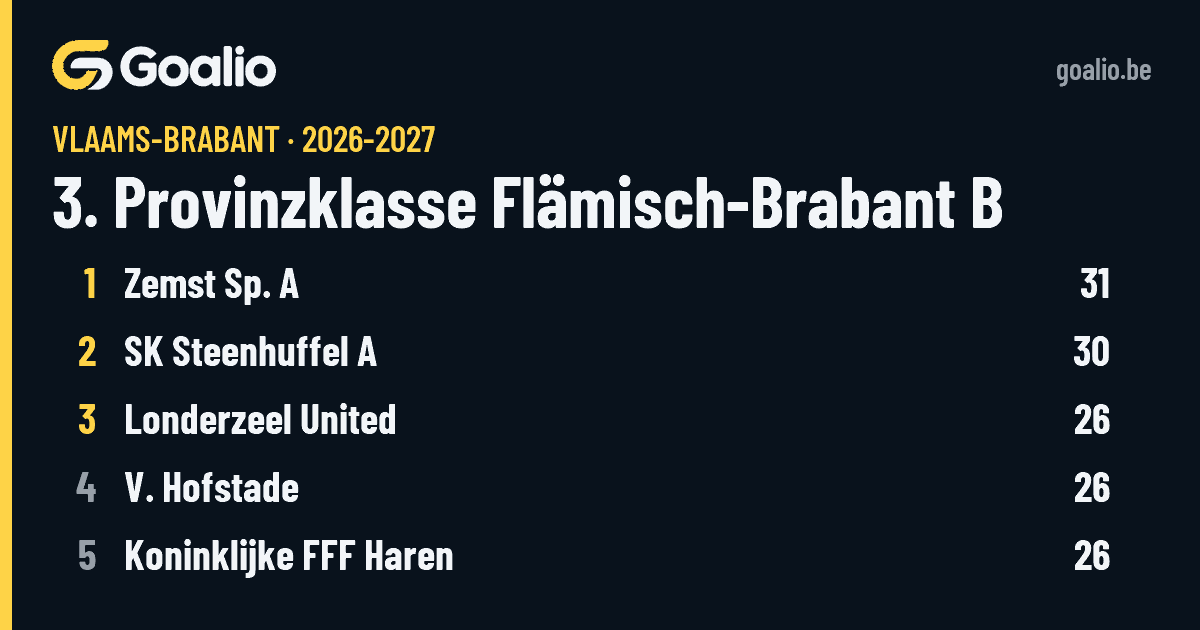 Goalio
goalio.be
VLAAMS-BRABANT · 2026-2027
3. Provinzklasse Flämisch-Brabant B
1 Zemst Sp. A 31
2 SK Steenhuffel A 30
3 Londerzeel United 26
4 V. Hofstade 26
5 Koninklijke FFF Haren 26